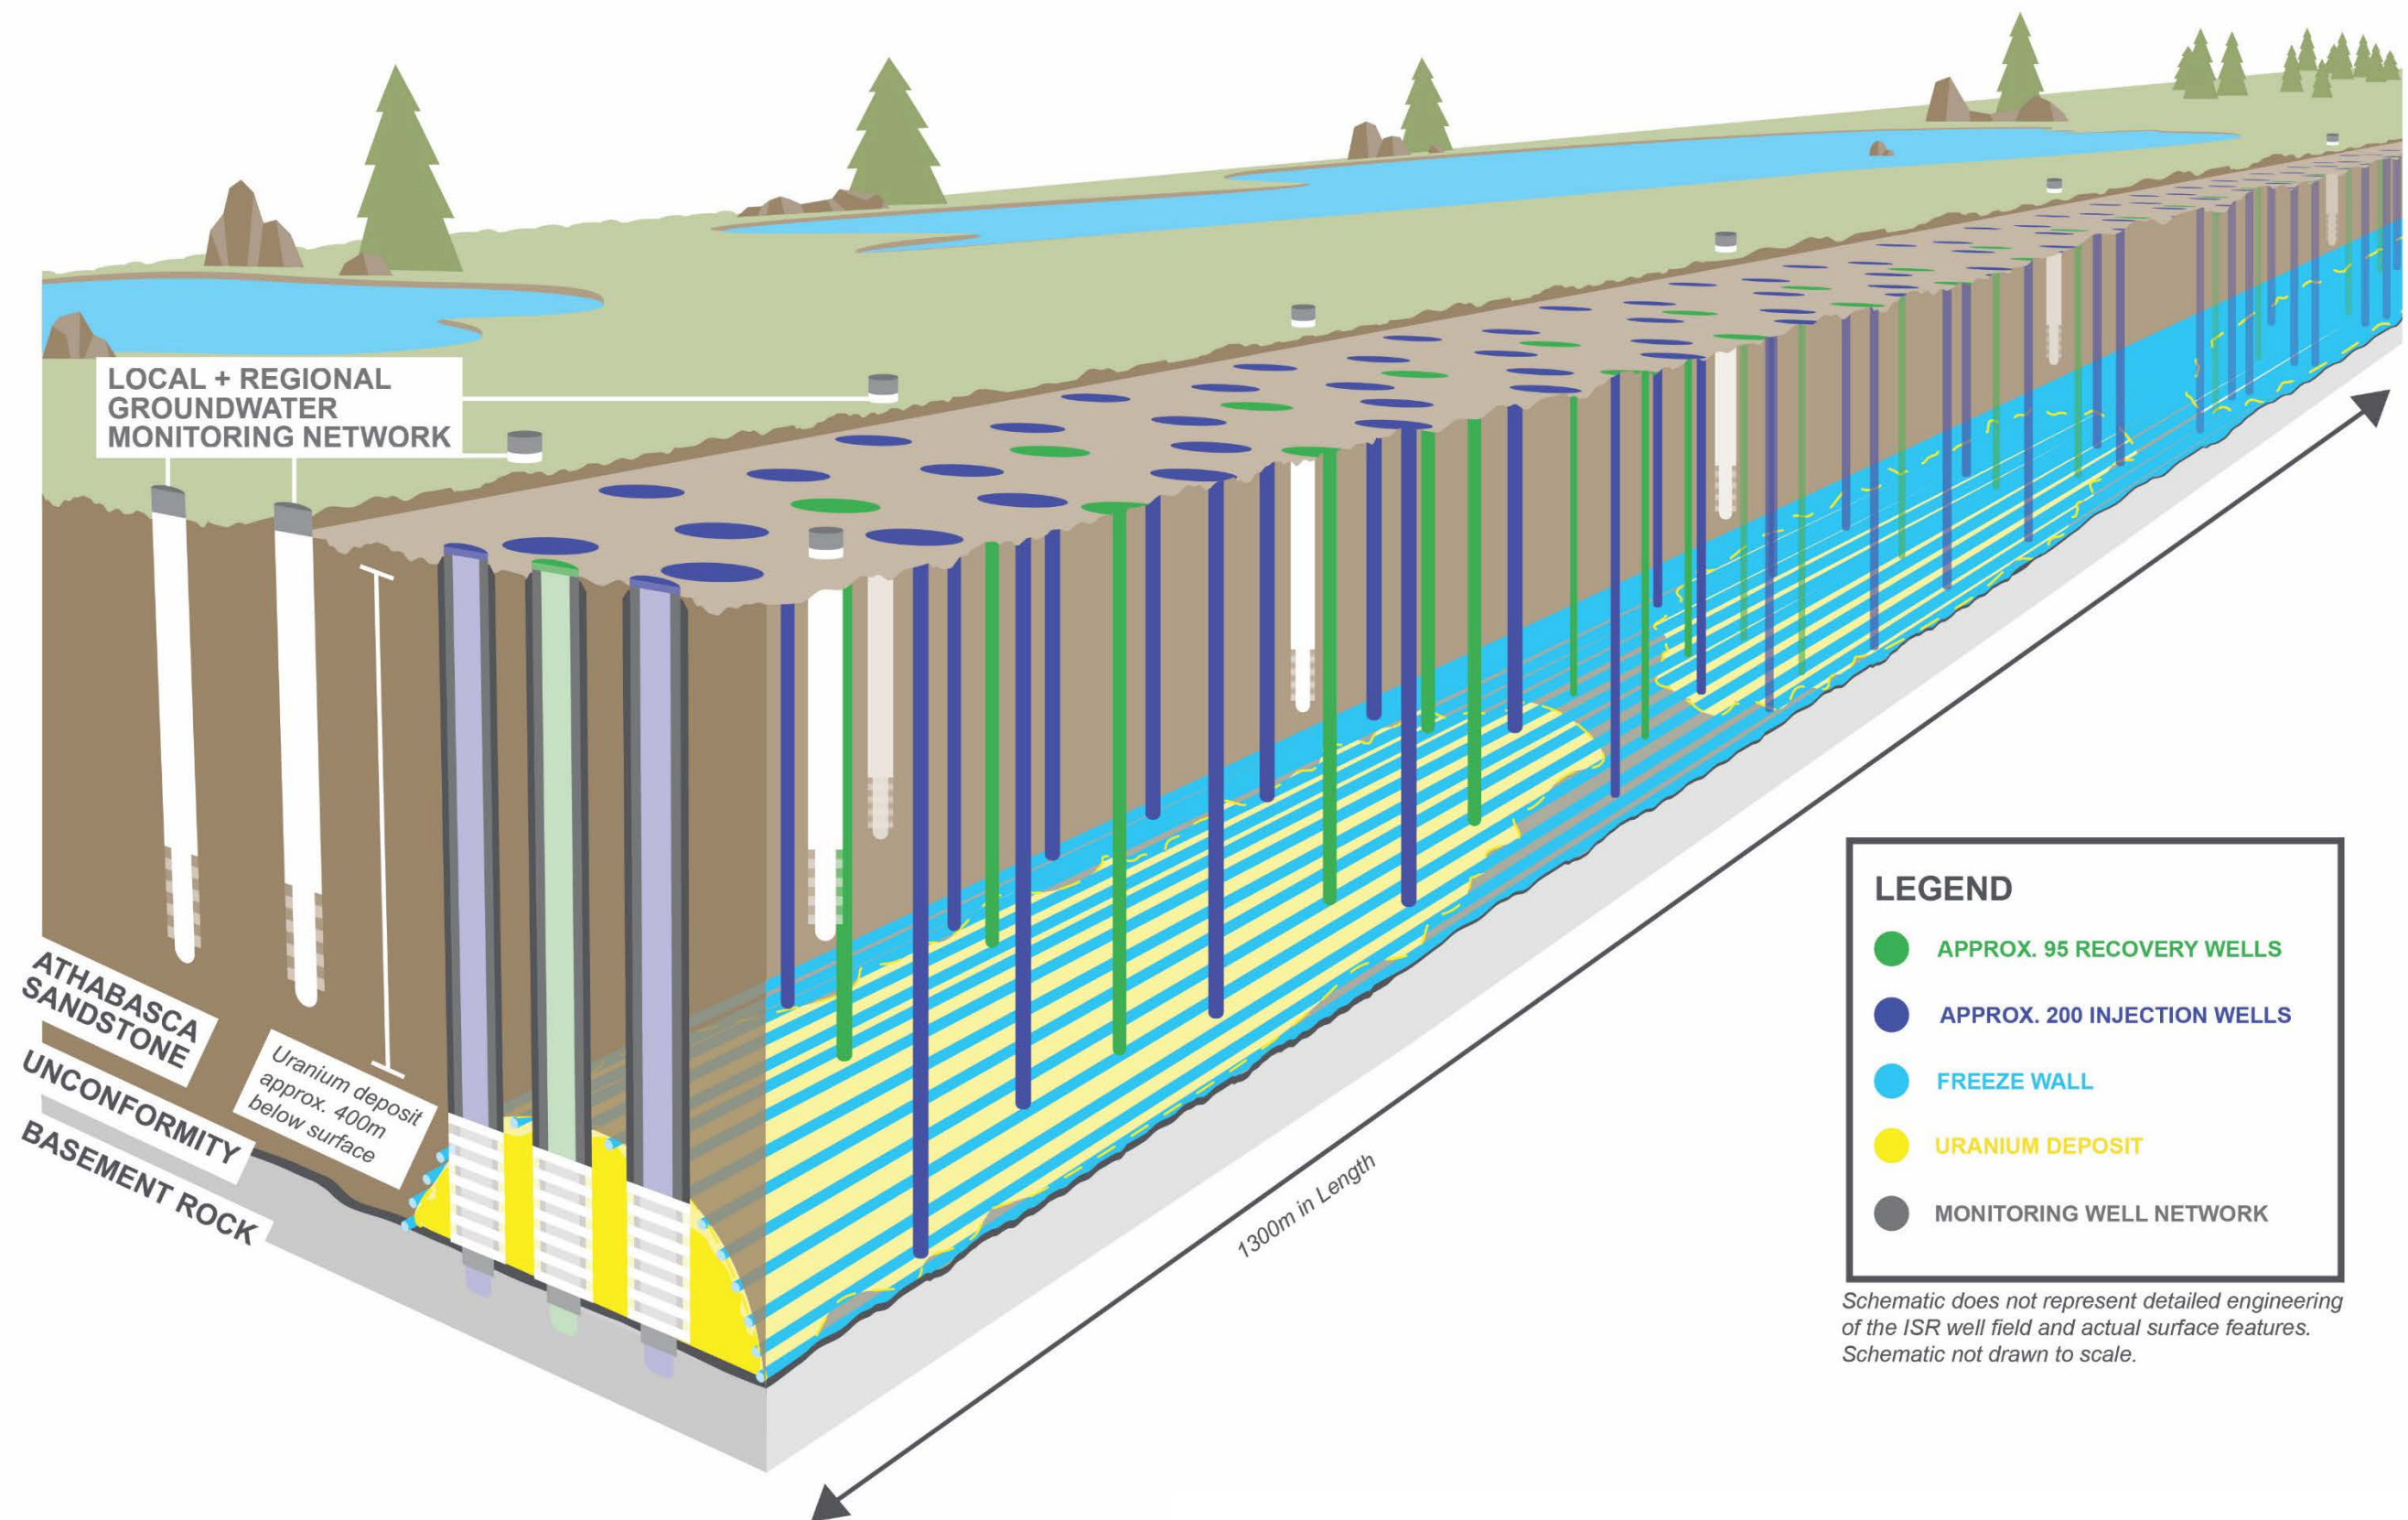 LOCAL + REGIONAL
GROUNDWATER
MONITORING NETWORK
ATHABASCA
SANDSTONE
UNCONFORMITY
BASEMENT ROCK
Uranium deposit
approx. 400m
below surface
1300m in Length
LEGEND
APPROX. 95 RECOVERY WELLS
APPROX. 200 INJECTION WELLS
FREEZE WALL
URANIUM DEPOSIT
MONITORING WELL NETWORK
Schematic does not represent detailed engineering
of the ISR well field and actual surface features.
Schematic not drawn to scale.